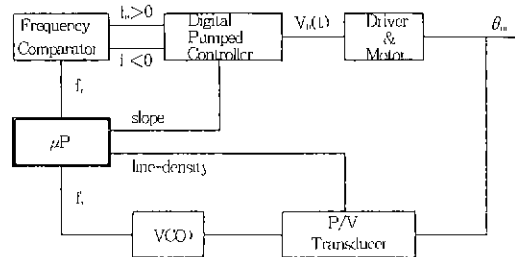 Frequency
Comparator
Digital
Pumped
Controller
Driver
&
Motor
slope
μP
line-density
VCO
P/V
Transducer